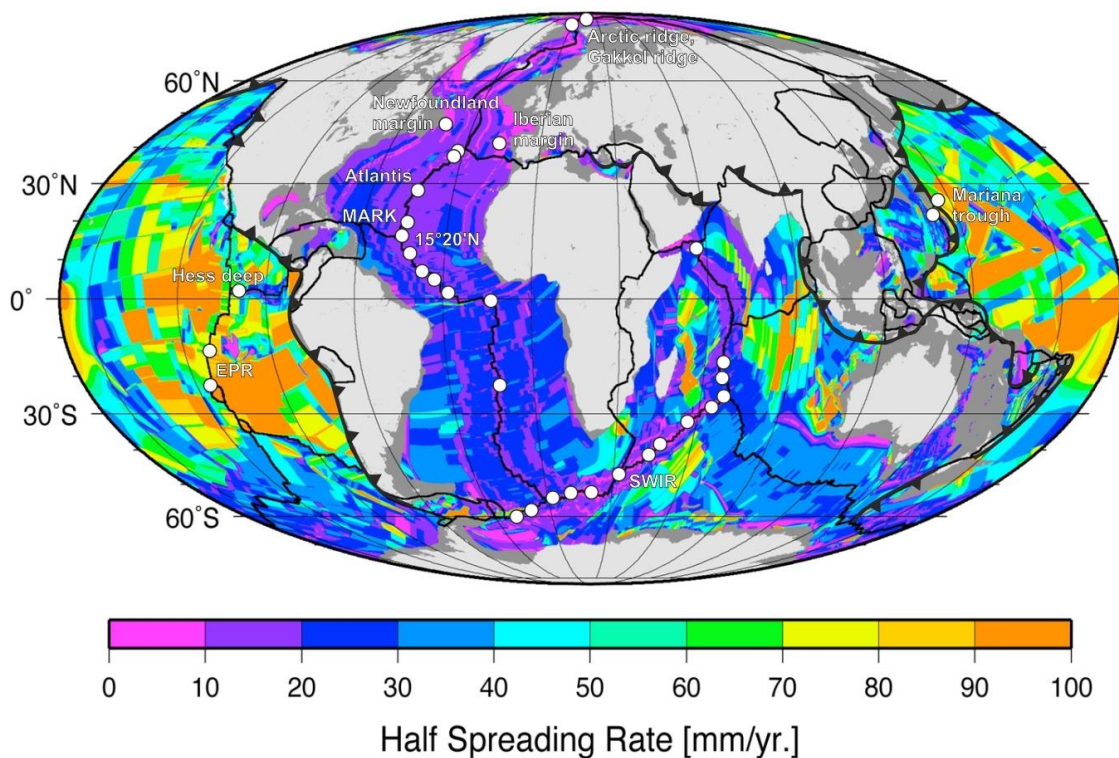 Arctic ridge,
Gakkel ridge
60˚N
Newfoundland
margin
Iberian
margin
30˚N
Atlantis
MARK
Mariana
trough
15°20'N
Hess deep
0˚
EPR
30˚S
SWIR
60˚S
0 10 20 30 40 50 60 70 80 90 100
Half Spreading Rate [mm/yr.]